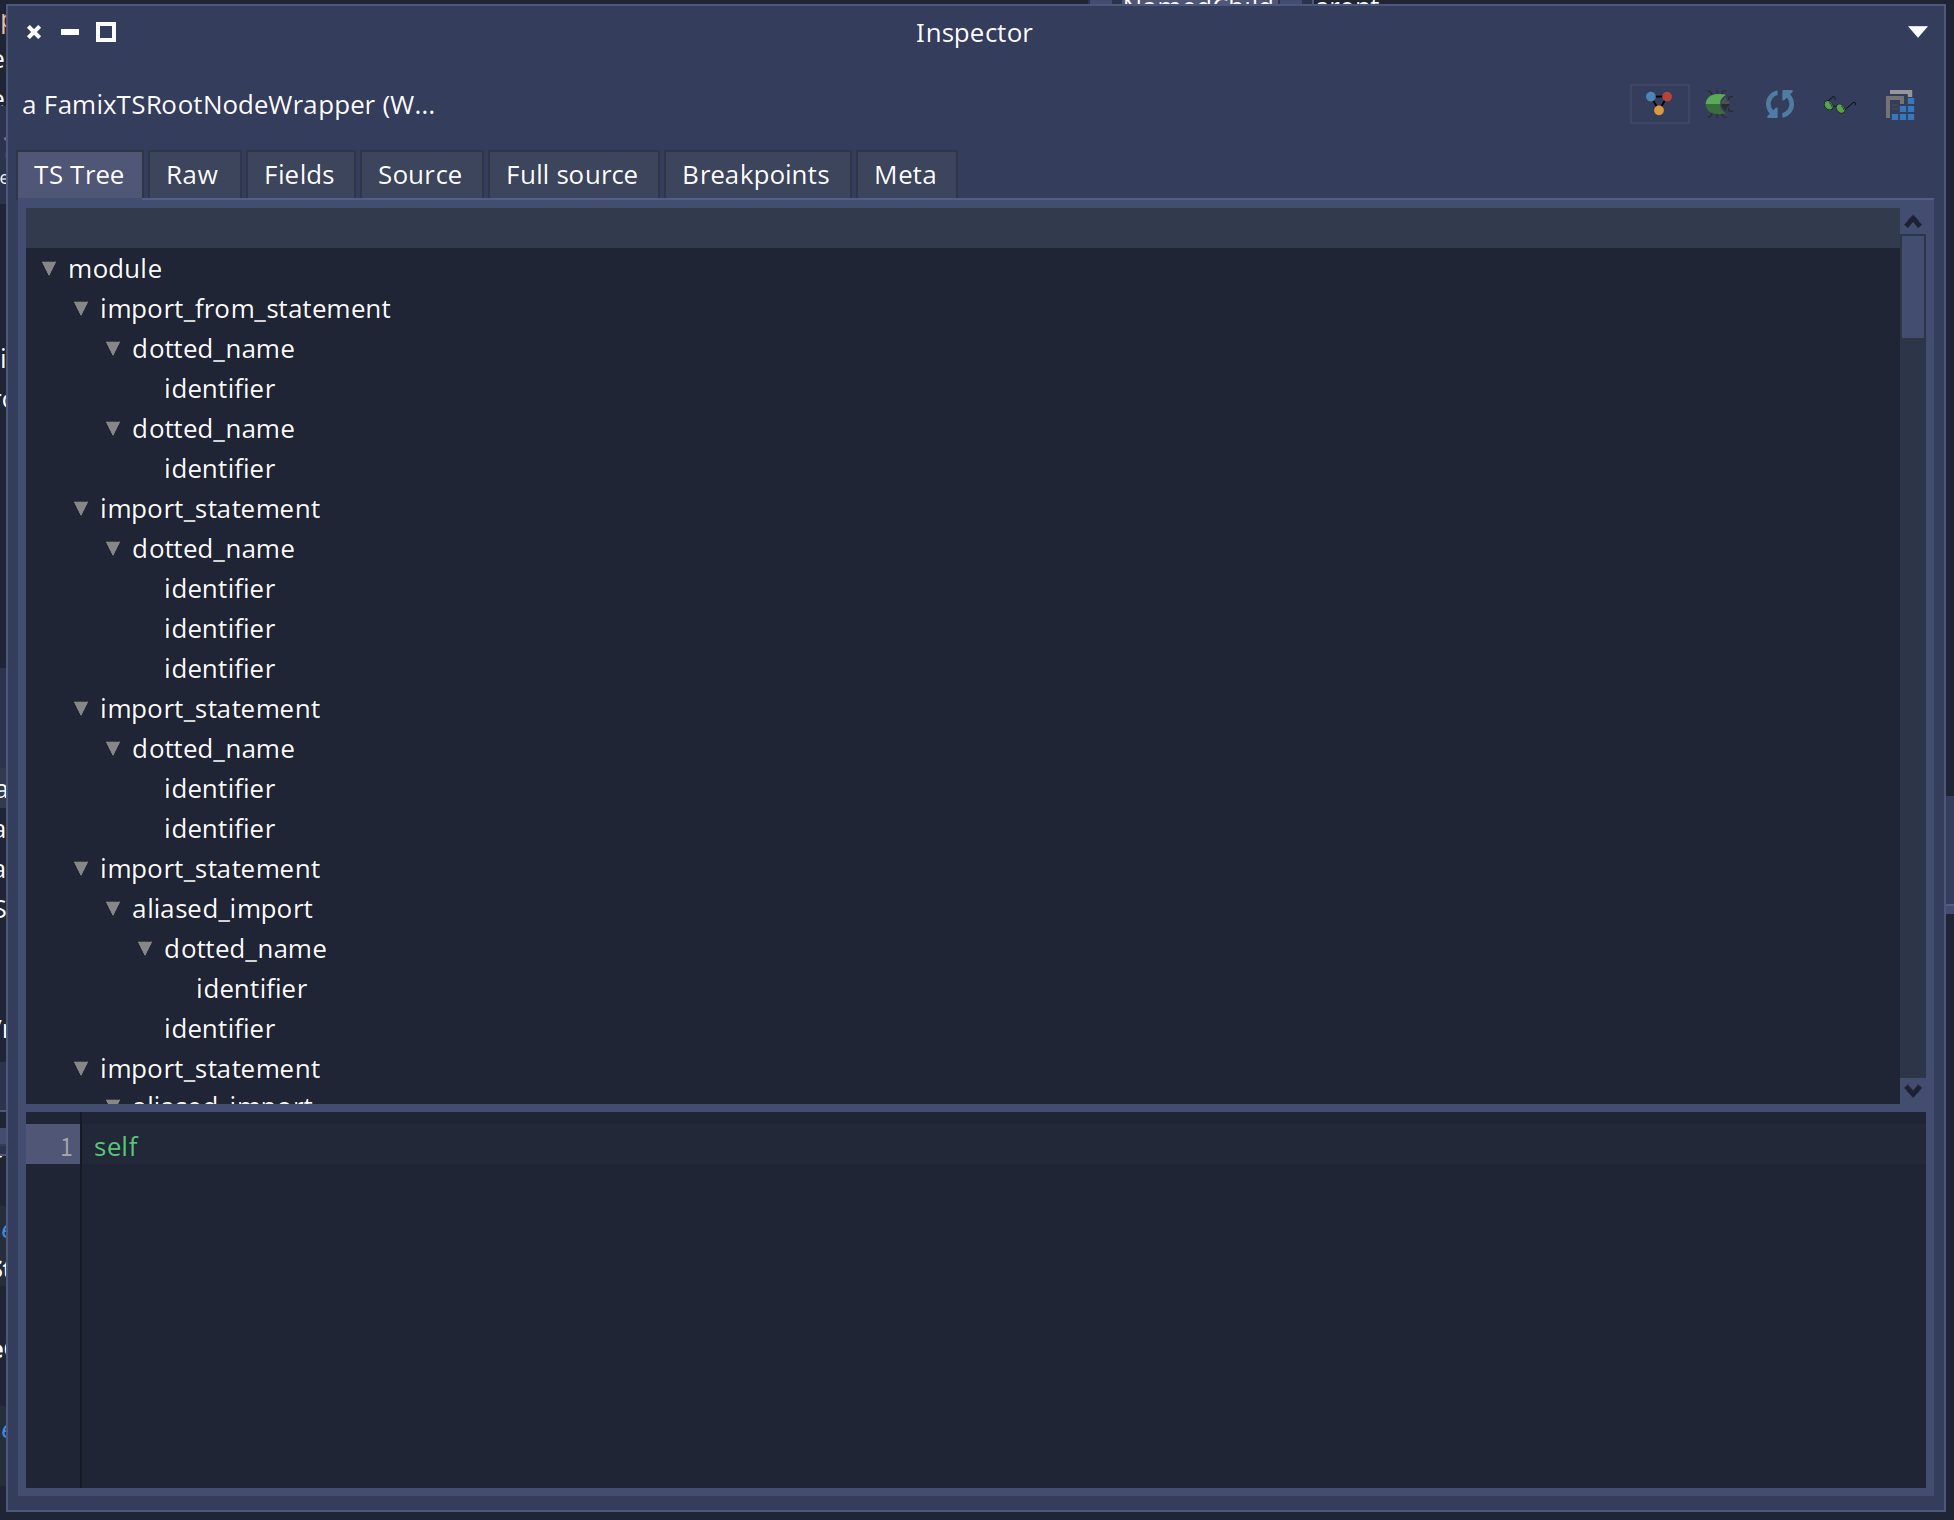 Inspector
a FamixTSRootNodeWrapper (W...
TS Tree Raw Fields Source Full source Breakpoints Meta
module
import_from_statement
dotted_name
identifier
dotted_name
identifier
import_statement
dotted_name
identifier
identifier
identifier
import_statement
dotted_name
identifier
identifier
import_statement
aliased_import
dotted_name
identifier
identifier
import_statement
aliased_import
1 self